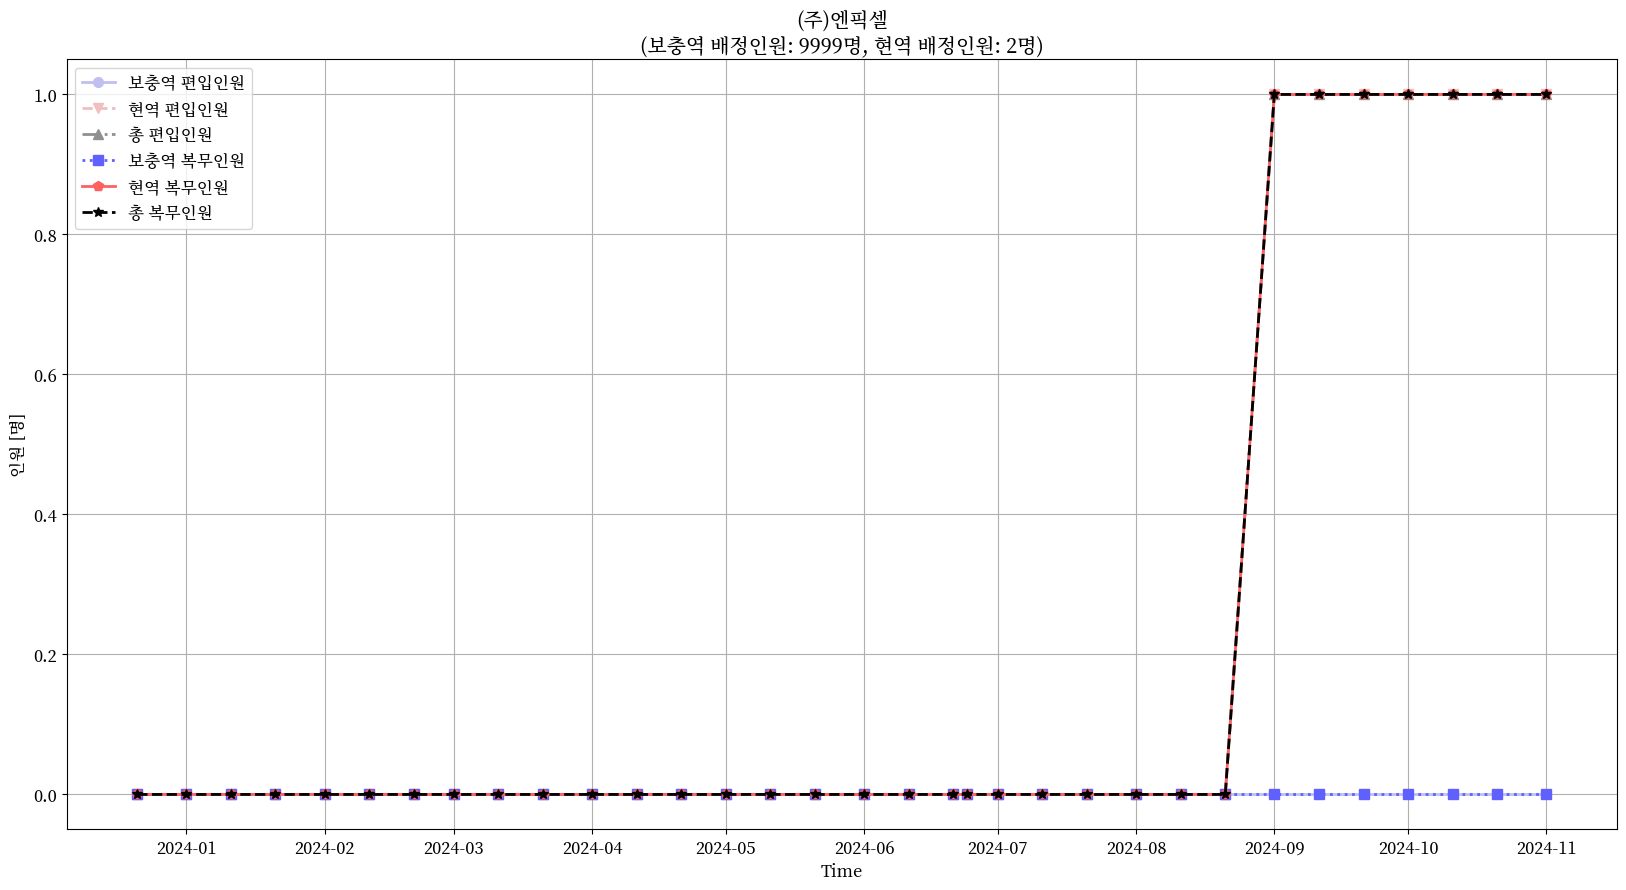 (주)엔픽셀
(보충역 배정인원: 9999명, 현역 배정인원: 2명)
보충역 편입인원
현역 편입인원
총 편입인원
보충역 복무인원
현역 복무인원
총 복무인원
1.0
0.8
0.6
0.4
0.2
0.0
인원 [명]
2024-01
2024-02
2024-03
2024-04
2024-05
2024-06
2024-07
2024-08
2024-09
2024-10
2024-11
Time